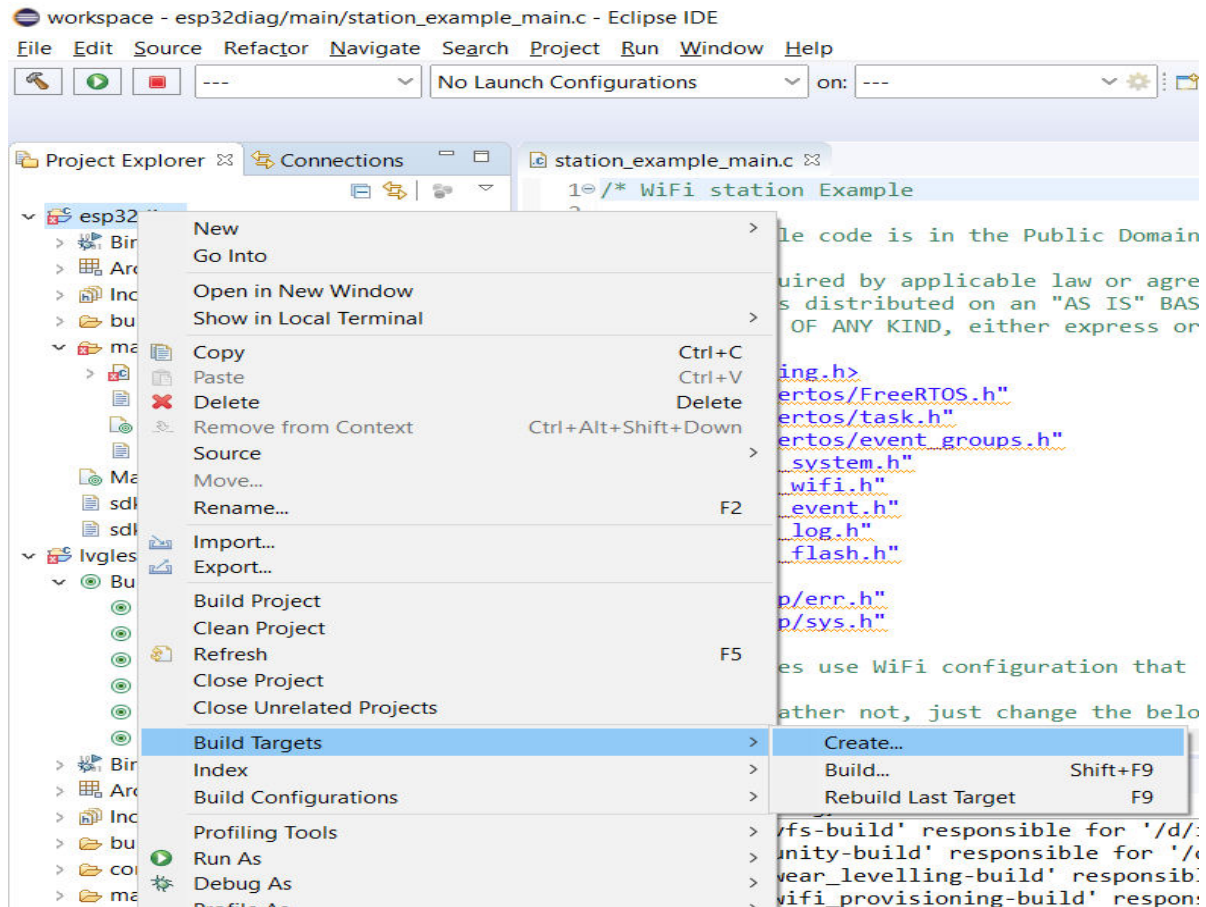 workspace - esp32diag/main/station_example_main.c - Eclipse IDE
File Edit Source Refactor Navigate Search Project Run Window Help
--- No Launch Configurations on: ---
Project Explorer Connections
station_example_main.c
1 /* WiFi station Example
esp32
Bin
Arc
Inc
bu
ma
Ma
sdk
sdk
lvgles
Bu
Bin
Arc
Inc
bu
co
ma
New
Go Into
Open in New Window
Show in Local Terminal
Copy Ctrl+C
Paste Ctrl+V
Delete Delete
Remove from Context Ctrl+Alt+Shift+Down
Source
Move...
Rename... F2
Import...
Export...
Build Project
Clean Project
Refresh F5
Close Project
Close Unrelated Projects
Build Targets
Index
Build Configurations
Profiling Tools
Run As
Debug As
Profile As
Create...
Build... Shift+F9
Rebuild Last Target F9
le code is in the Public Domain
uired by applicable law or agre
s distributed on an "AS IS" BAS
OF ANY KIND, either express or
ing.h>
ertos/FreeRTOS.h"
ertos/task.h"
ertos/event_groups.h"
_system.h"
_wifi.h"
_event.h"
_log.h"
_flash.h"
p/err.h"
p/sys.h"
es use WiFi configuration that
ather not, just change the belo
vfs-build' responsible for '/d/
unity-build' responsible for '/
wear_levelling-build' responsib
wifi_provisioning-build' respon